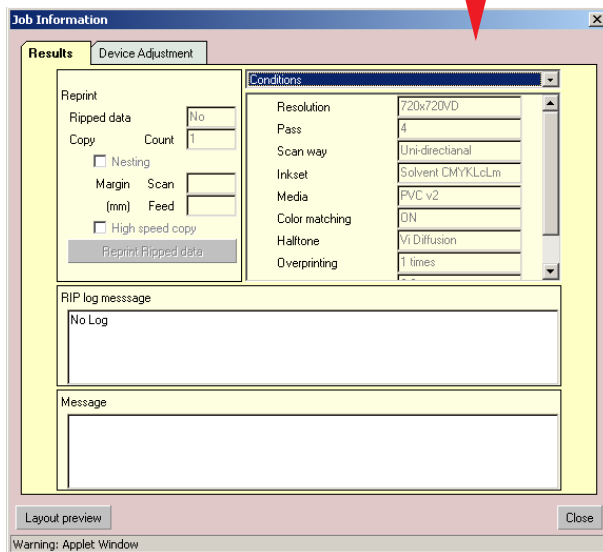 Job Information
Results Device Adjustment
Reprint
Ripped data No
Copy Count 1
Nesting
Margin Scan
(mm) Feed
High speed copy
Reprint Ripped data
Conditions
Resolution 720x720VD
Pass 4
Scan way Uni-directianal
Inkset Solvent CMYKLcLm
Media PVC v2
Color matching ON
Halftone Vi Diffusion
Overprinting 1 times
RIP log messsage
No Log
Message
Layout preview Close
Warning: Applet Window